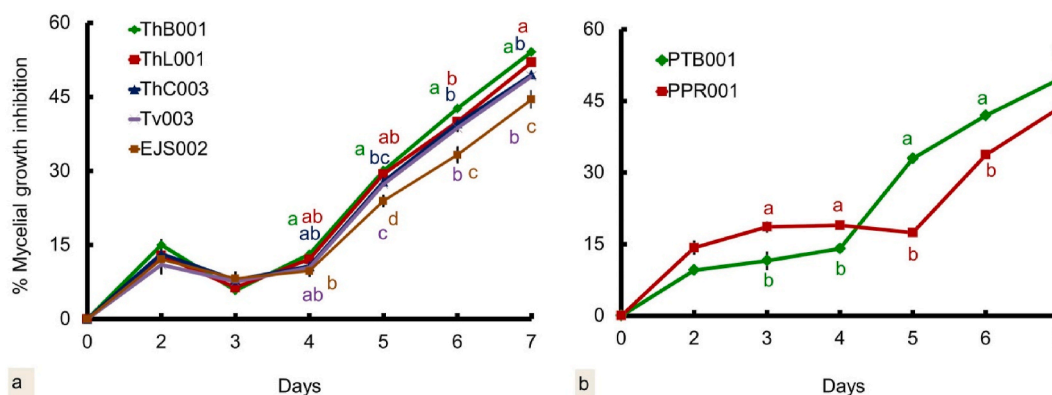 60
45
30
15
0
% Mycelial growth inhibition
ThB001
ThL001
ThC003
Tv003
EJS002
a ab
ab
ab
b
a ab
bc
d
c
a b
b
b c
a
a b
b c
0 2 3 4 5 6 7
Days
a
60
45
30
15
0
PTB001
PPR001
a
b
a
b
a
b
a
b
0 2 3 4 5 6
Days
b